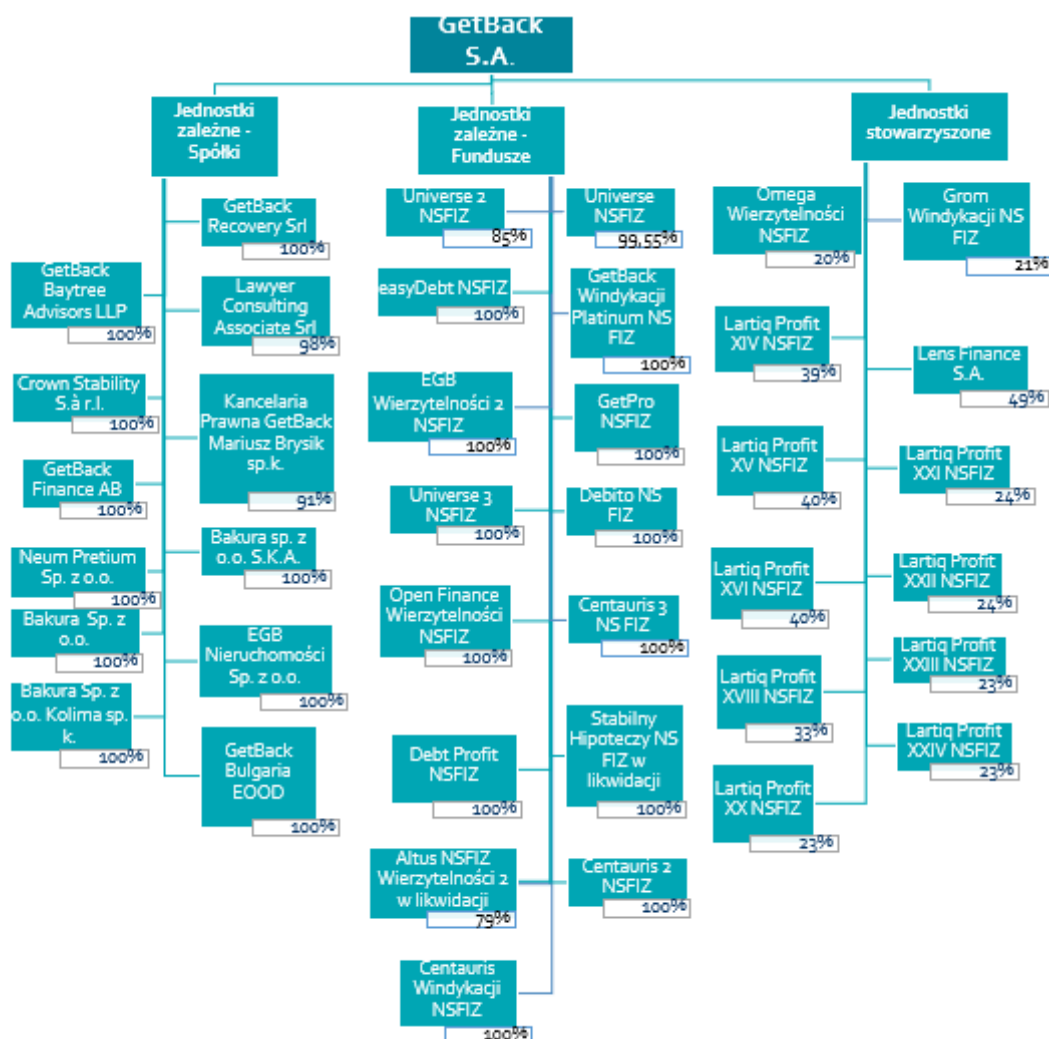 GetBack
S.A.
Jednostki
zależne -
Spółki
GetBack
Recovery Srl
100%
GetBack
Baytree
Advisors LLP
100%
Lawyer
Consulting
Associate Srl
98%
Crown Stability
S.à r.l.
100%
Kancelaria
Prawna GetBack
Mariusz Brysik
sp.k.
91%
GetBack
Finance AB
100%
Bakura sp. z
o.o. S.K.A.
100%
Neum Pretium
Sp. z o.o.
100%
Bakura Sp. z
o.o.
100%
EGB
Nieruchomości
Sp. z o.o.
100%
Bakura Sp. z
o.o. Kolima sp.
k.
100%
GetBack
Bulgaria
EOOD
100%
Jednostki
zależne -
Fundusze
Universe 2
NSFIZ
85%
Universe
NSFIZ
99,55%
easyDebt NSFIZ
100%
GetBack
Windykacji
Platinum NS
FIZ
100%
EGB
Wierzytelności 2
NSFIZ
100%
GetPro
NSFIZ
100%
Universe 3
NSFIZ
100%
Debito NS
FIZ
100%
Open Finance
Wierzytelności
NSFIZ
100%
Centauris 3
NS FIZ
100%
Debt Profit
NSFIZ
100%
Stabilny
Hipoteczy NS
FIZ w
likwidacji
100%
Altus NSFIZ
Wierzytelności 2
w likwidacji
79%
Centauris 2
NSFIZ
100%
Centauris
Windykacji
NSFIZ
100%
Jednostki
stowarzyszone
Omega
Wierzytelności
NSFIZ
20%
Grom
Windykacji NS
FIZ
21%
Lartiq Profit
XIV NSFIZ
39%
Lens Finance
S.A.
49%
Lartiq Profit
XV NSFIZ
40%
Lartiq Profit
XXI NSFIZ
24%
Lartiq Profit
XVI NSFIZ
40%
Lartiq Profit
XXII NSFIZ
24%
Lartiq Profit
XVIII NSFIZ
33%
Lartiq Profit
XXIII NSFIZ
23%
Lartiq Profit
XX NSFIZ
23%
Lartiq Profit
XXIV NSFIZ
23%